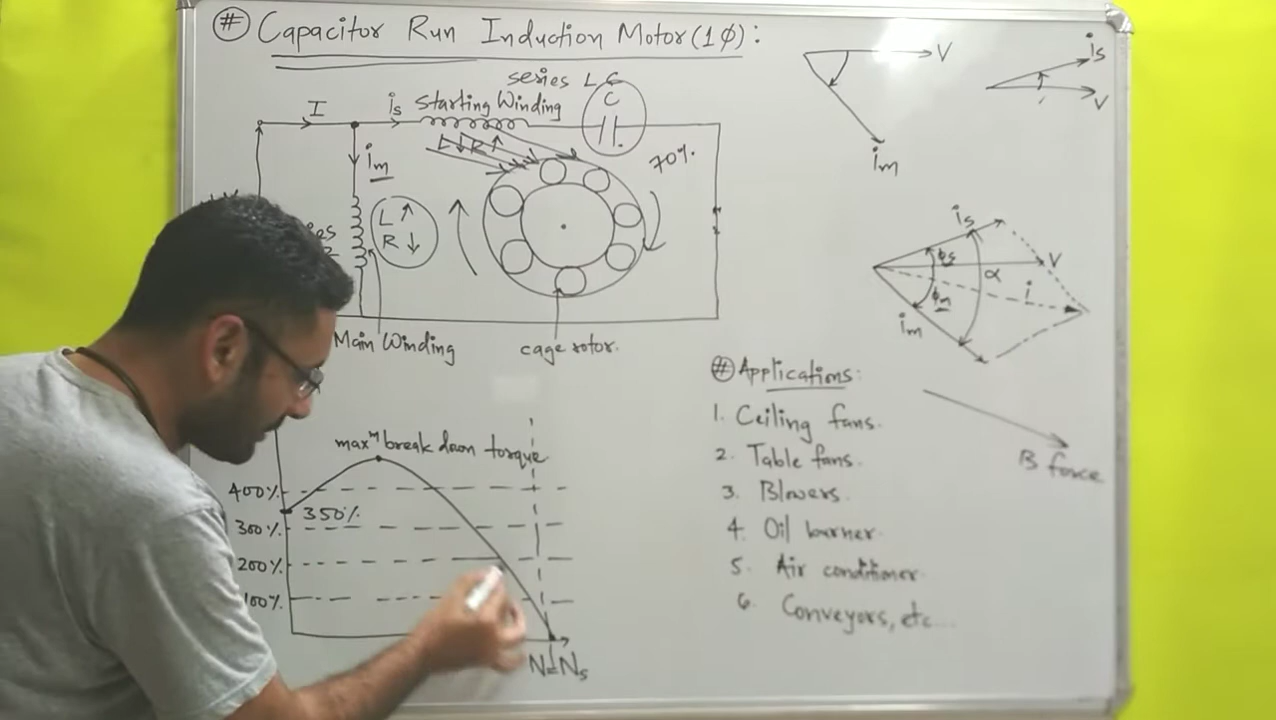 # Capacitor Run Induction Motor (1ϕ):
series L C
I
is
starting Winding
C
L↓R↑
im
L↑
R↓
70%
Main Winding
cage rotor.
V
im
is
V
is
ϕs
V
α
ϕm
i
im
B force
max^m break down torque
400%
350%
300%
200%
100%
N=Ns
# Applications:
1. Ceiling fans.
2. Table fans.
3. Blowers.
4. Oil burner.
5. Air conditioner.
6. Conveyors, etc...